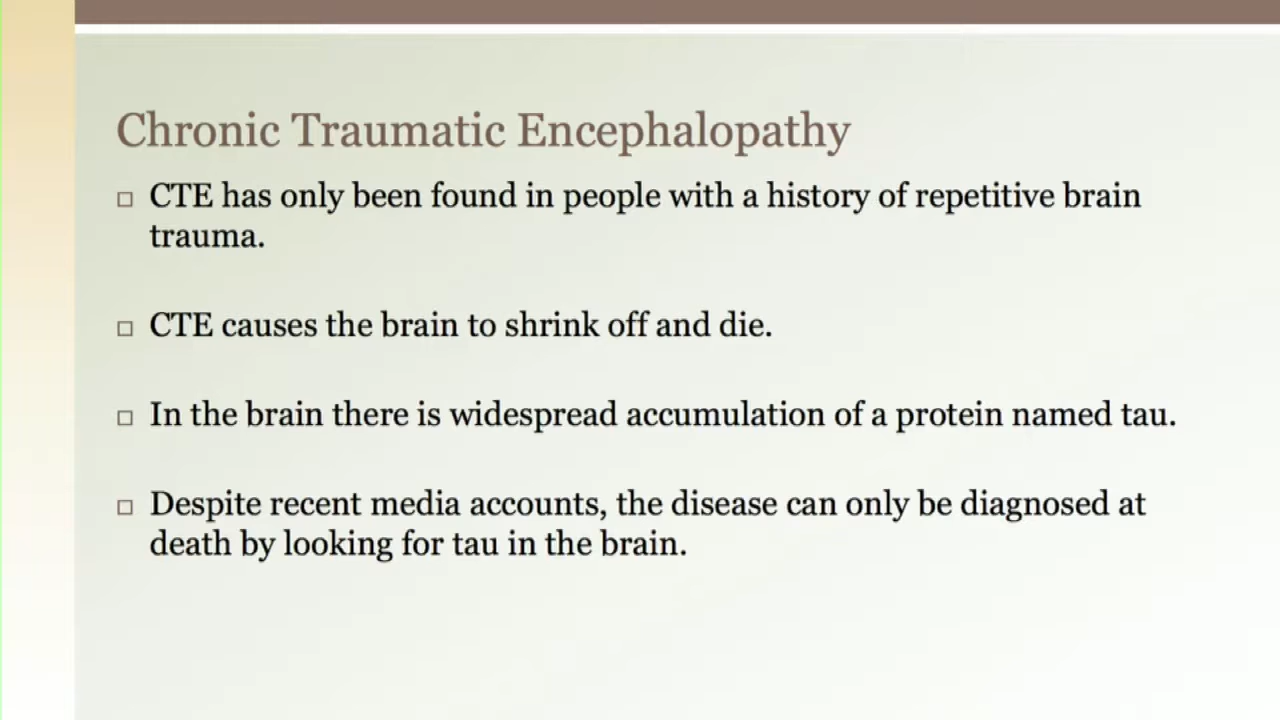 Chronic Traumatic Encephalopathy
CTE has only been found in people with a history of repetitive brain
trauma.
CTE causes the brain to shrink off and die.
In the brain there is widespread accumulation of a protein named tau.
Despite recent media accounts, the disease can only be diagnosed at
death by looking for tau in the brain.